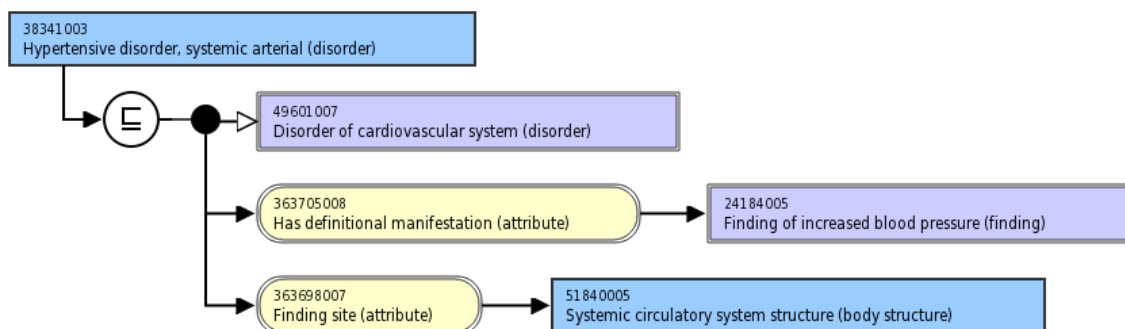 38341003
Hypertensive disorder, systemic arterial (disorder)
⊑
49601007
Disorder of cardiovascular system (disorder)
363705008
Has definitional manifestation (attribute)
24184005
Finding of increased blood pressure (finding)
363698007
Finding site (attribute)
51840005
Systemic circulatory system structure (body structure)